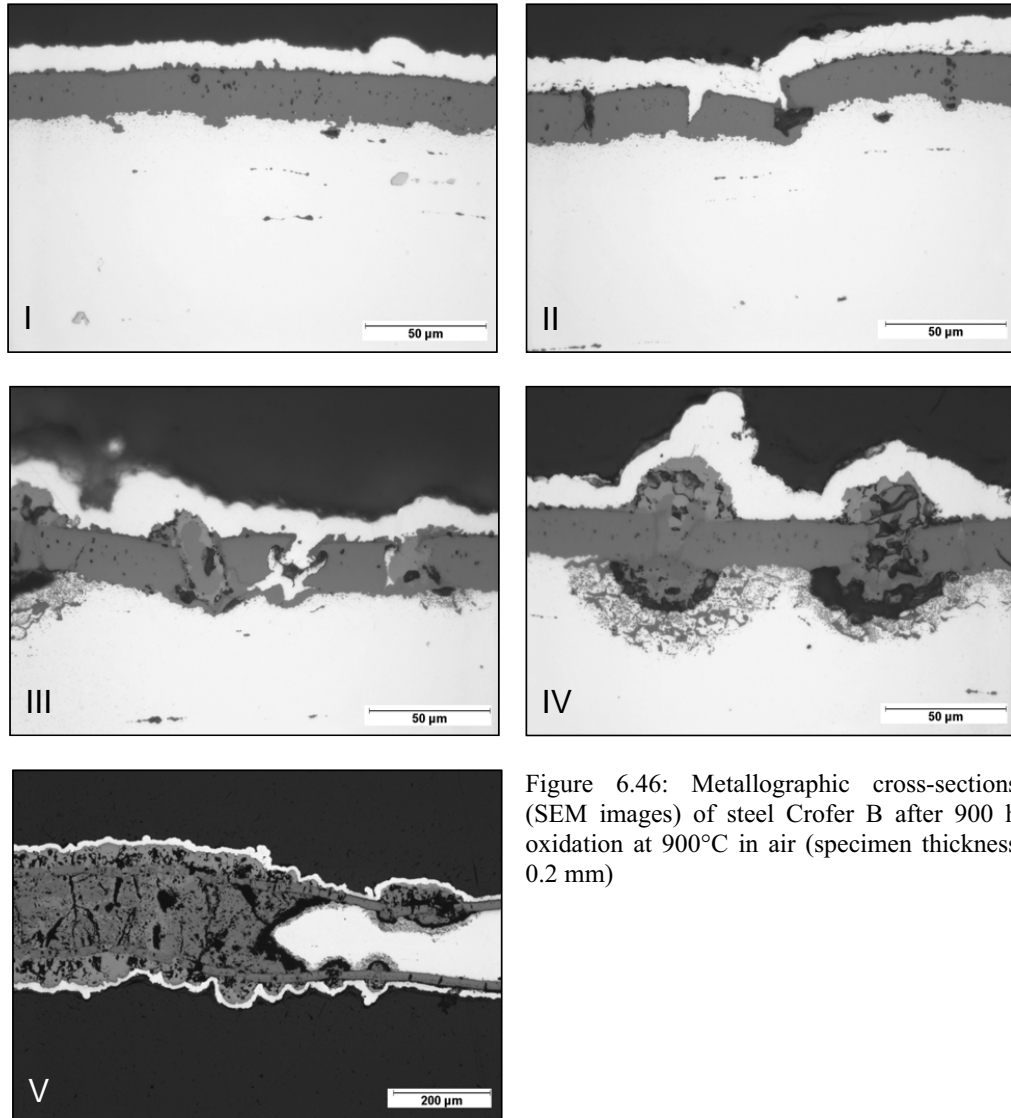 I
50 µm
II
50 µm
III
50 µm
IV
50 µm
Figure 6.46: Metallographic cross-sections
(SEM images) of steel Crofer B after 900 h
oxidation at 900°C in air (specimen thickness
0.2 mm)
V
200 µm